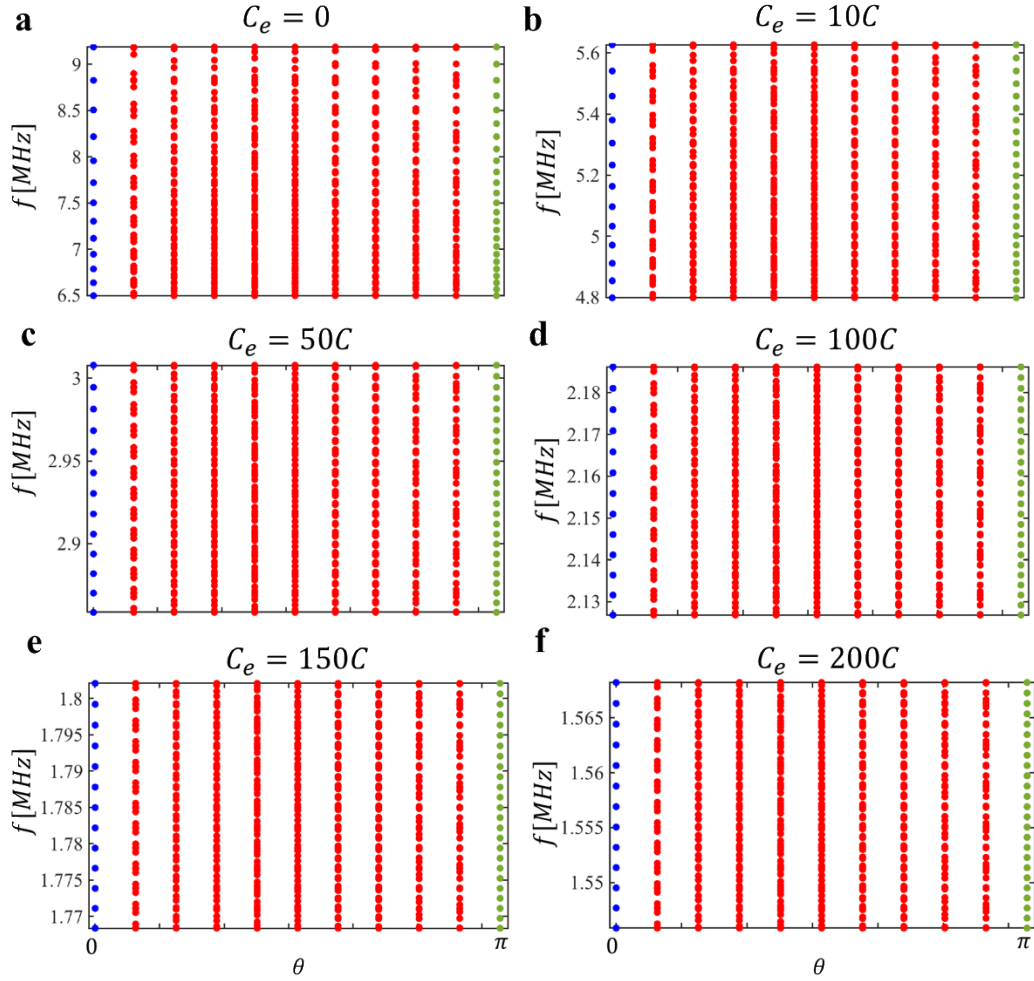 a
C_e = 0
9
8.5
8
7.5
7
6.5
f[MHz]
b
C_e = 10C
5.6
5.4
5.2
5
4.8
f[MHz]
c
C_e = 50C
3
2.95
2.9
f[MHz]
d
C_e = 100C
2.18
2.17
2.16
2.15
2.14
2.13
f[MHz]
e
C_e = 150C
1.8
1.795
1.79
1.785
1.78
1.775
1.77
f[MHz]
0
π
θ
f
C_e = 200C
1.565
1.56
1.555
1.55
f[MHz]
0
π
θ